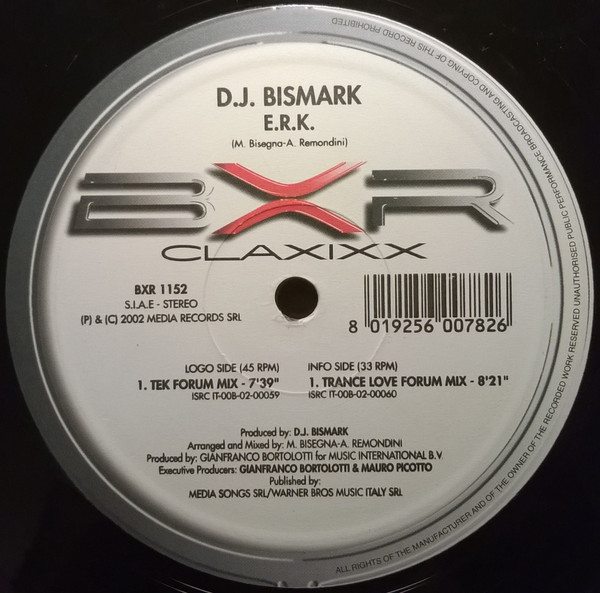 D.J. BISMARK
E.R.K.
(M. Bisegna-A. Remondini)
BXR
CLAXIXX
BXR 1152
S.I.A.E - STEREO
(P) & (C) 2002 MEDIA RECORDS SRL
8 019256 007826
LOGO SIDE (45 RPM)
1. TEK FORUM MIX - 7'39"
ISRC IT-00B-02-00059
INFO SIDE (33 RPM)
1. TRANCE LOVE FORUM MIX - 8'21"
ISRC IT-00B-02-00060
Produced by: D.J. BISMARK
Arranged and Mixed by: M. BISEGNA-A. REMONDINI
Produced by: GIANFRANCO BORTOLOTTI for MUSIC INTERNATIONAL B.V.
Executive Producers: GIANFRANCO BORTOLOTTI & MAURO PICOTTO
Published by:
MEDIA SONGS SRL/WARNER BROS MUSIC ITALY SRL
ALL RIGHTS OF THE MANUFACTURER AND OF THE OWNER OF THE RECORDED WORK RESERVED UNAUTHORISED PUBLIC PERFORMANCE BROADCASTING AND COPYING OF THIS RECORD PROHIBITED